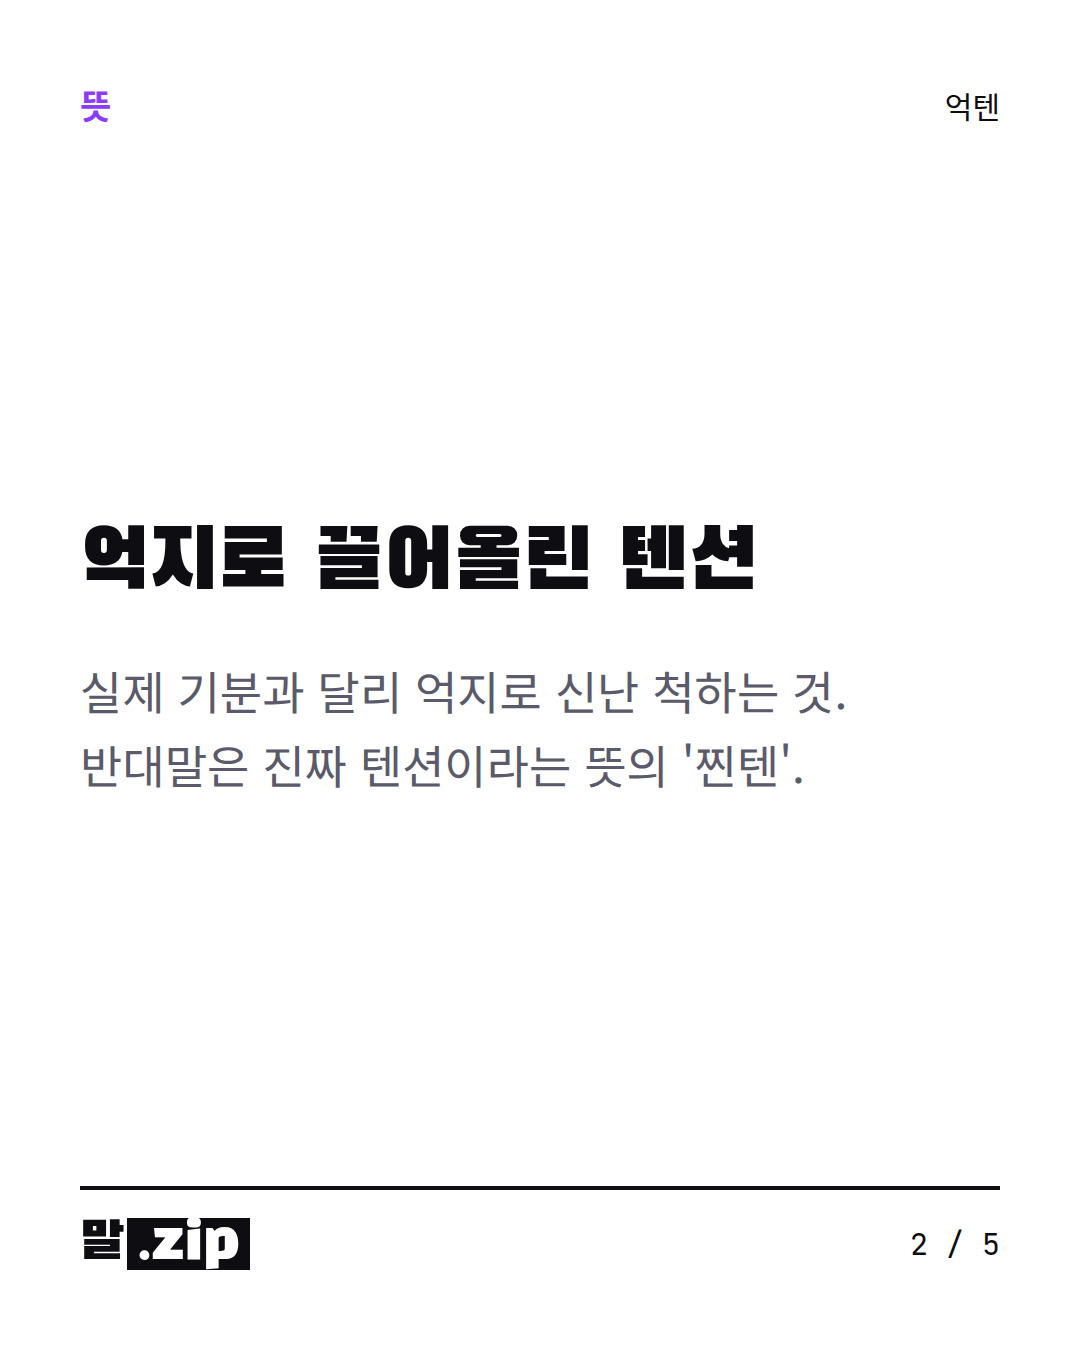 뜻
억텐
억지로 끌어올린 텐션
실제 기분과 달리 억지로 신난 척하는 것.
반대말은 진짜 텐션이라는 뜻의 '찐텐'.
말.zip
2 / 5